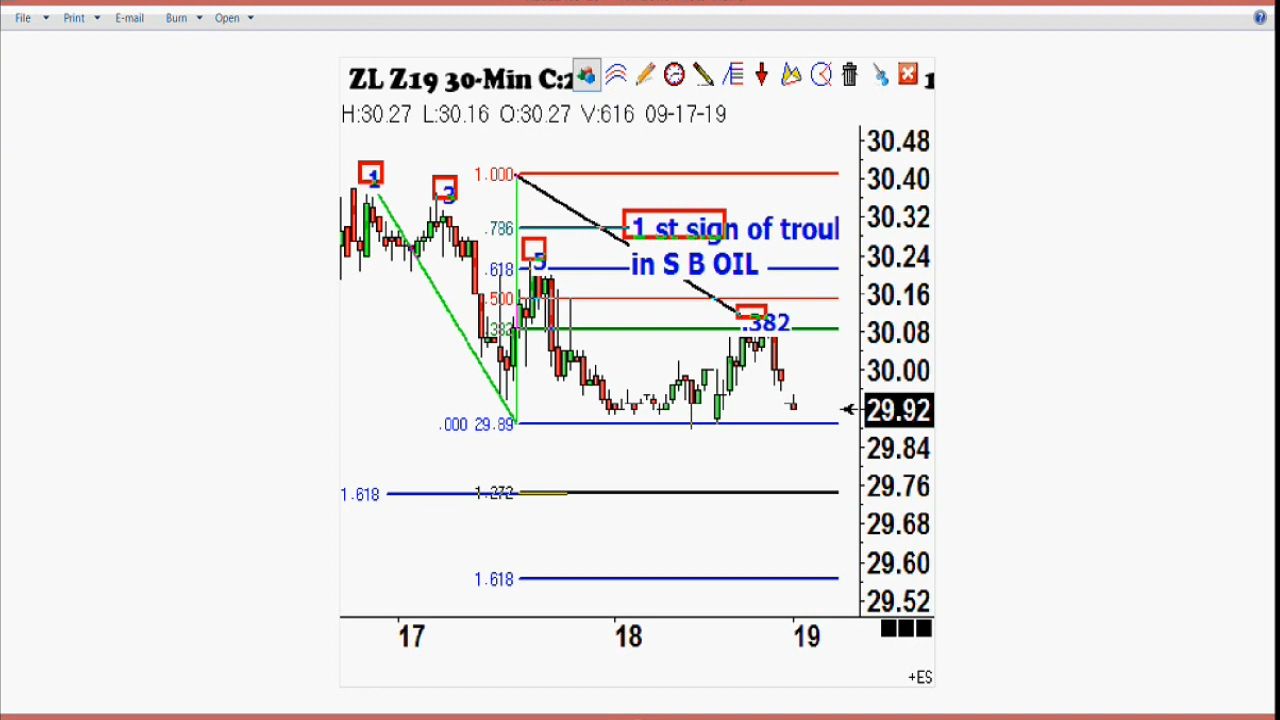 File Print E-mail Burn Open
ZL Z19 30-Min C:2
H:30.27 L:30.16 O:30.27 V:616 09-17-19
30.48
1 3 1.000 30.40
.786 1 st sign of troul 30.32
5 .618 in S B OIL 30.24
.500 30.16
.382 .382 30.08
30.00
29.92
.000 29.89
29.84
1.618 1.272 29.76
29.68
1.618 29.60
29.52
17 18 19
+ES